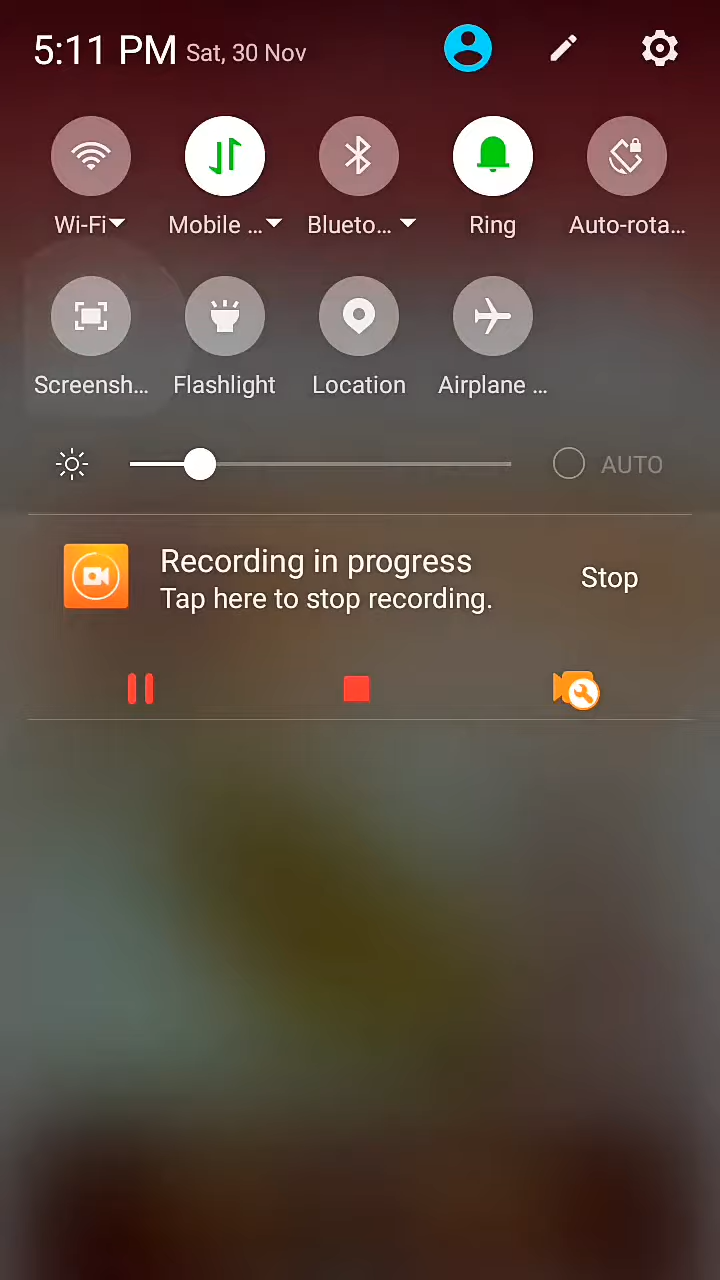 5:11 PM Sat, 30 Nov
Wi-Fi Mobile ... Blueto... Ring Auto-rota...
Screensh... Flashlight Location Airplane ...
AUTO
Recording in progress
Tap here to stop recording.
Stop